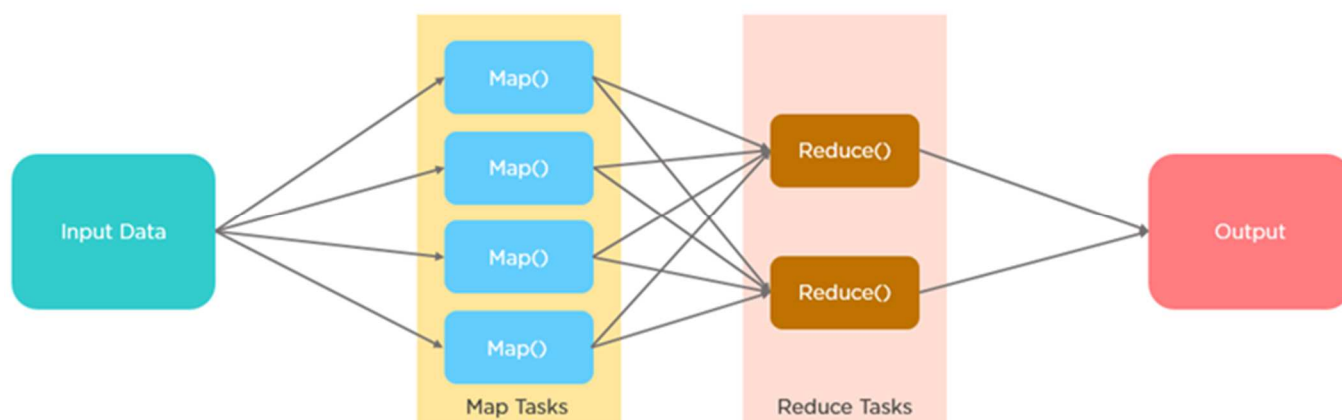 Input Data
Map()
Map()
Map()
Map()
Map Tasks
Reduce()
Reduce()
Reduce Tasks
Output